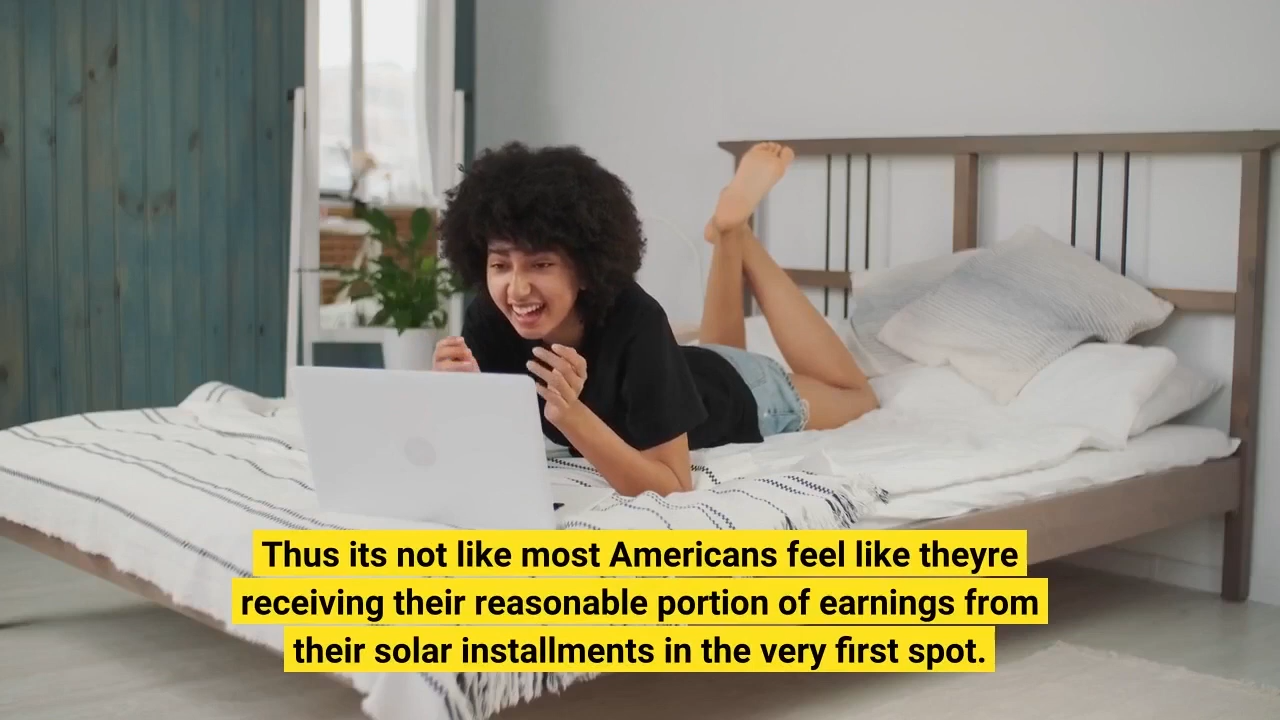 Thus its not like most Americans feel like theyre
receiving their reasonable portion of earnings from
their solar installments in the very first spot.